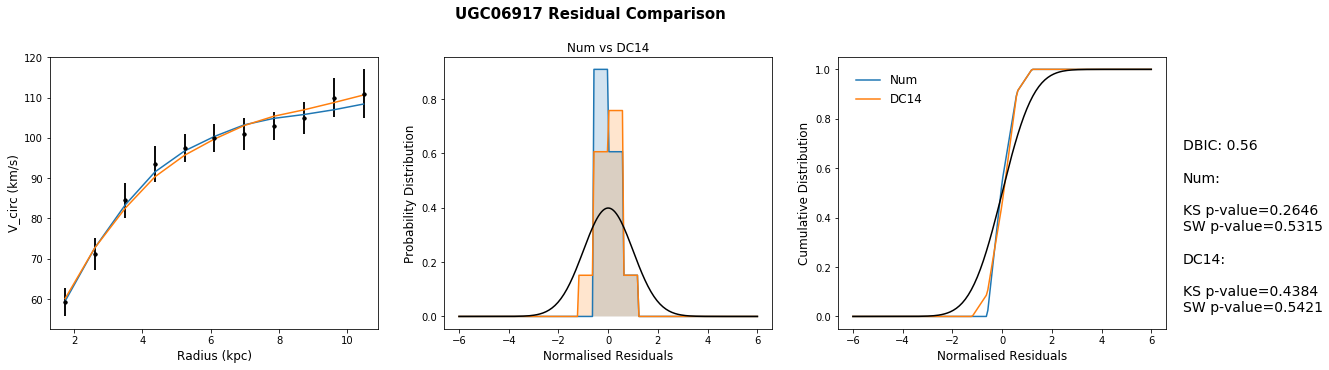 UGC06917 Residual Comparison
V_circ (km/s)
120
110
100
90
80
70
60
2 4 6 8 10
Radius (kpc)
Num vs DC14
Probability Distribution
0.8
0.6
0.4
0.2
0.0
−6 −4 −2 0 2 4 6
Normalised Residuals
Cumulative Distribution
1.0
0.8
0.6
0.4
0.2
0.0
Num
DC14
−6 −4 −2 0 2 4 6
Normalised Residuals
DBIC: 0.56
Num:
KS p-value=0.2646
SW p-value=0.5315
DC14:
KS p-value=0.4384
SW p-value=0.5421